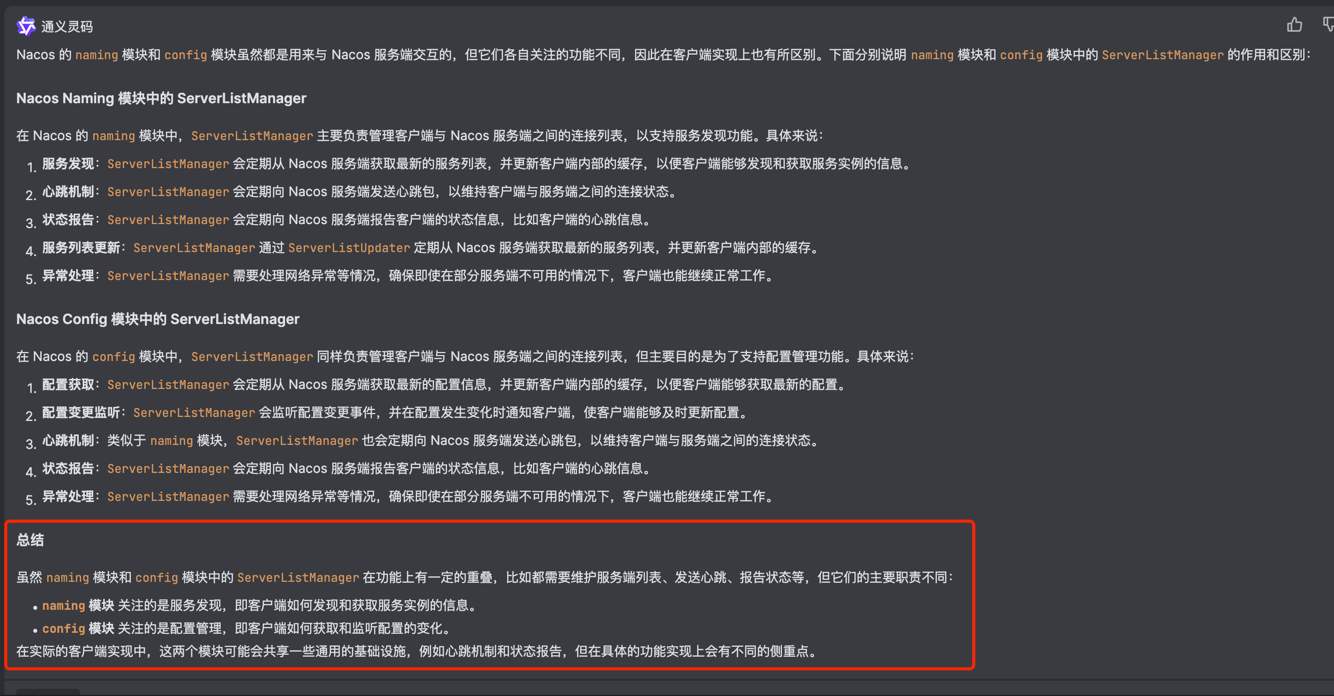 通义灵码
Nacos 的 naming 模块和 config 模块虽然都是用来与 Nacos 服务端交互的，但它们各自关注的功能不同，因此在客户端实现上也有所区别。下面分别说明 naming 模块和 config 模块中的 ServerListManager 的作用和区别：
Nacos Naming 模块中的 ServerListManager
在 Nacos 的 naming 模块中，ServerListManager 主要负责管理客户端与 Nacos 服务端之间的连接列表，以支持服务发现功能。具体来说：
1. 服务发现：ServerListManager 会定期从 Nacos 服务端获取最新的服务列表，并更新客户端内部的缓存，以便客户端能够发现和获取服务实例的信息。
2. 心跳机制：ServerListManager 会定期向 Nacos 服务端发送心跳包，以维持客户端与服务端之间的连接状态。
3. 状态报告：ServerListManager 会定期向 Nacos 服务端报告客户端的状态信息，比如客户端的心跳信息。
4. 服务列表更新：ServerListManager 通过 ServerListUpdater 定期从 Nacos 服务端获取最新的服务列表，并更新客户端内部的缓存。
5. 异常处理：ServerListManager 需要处理网络异常等情况，确保即使在部分服务端不可用的情况下，客户端也能继续正常工作。
Nacos Config 模块中的 ServerListManager
在 Nacos 的 config 模块中，ServerListManager 同样负责管理客户端与 Nacos 服务端之间的连接列表，但主要目的是为了支持配置管理功能。具体来说：
1. 配置获取：ServerListManager 会定期从 Nacos 服务端获取最新的配置信息，并更新客户端内部的缓存，以便客户端能够获取最新的配置。
2. 配置变更监听：ServerListManager 会监听配置变更事件，并在配置发生变化时通知客户端，使客户端能够及时更新配置。
3. 心跳机制：类似于 naming 模块，ServerListManager 也会定期向 Nacos 服务端发送心跳包，以维持客户端与服务端之间的连接状态。
4. 状态报告：ServerListManager 会定期向 Nacos 服务端报告客户端的状态信息，比如客户端的心跳信息。
5. 异常处理：ServerListManager 需要处理网络异常等情况，确保即使在部分服务端不可用的情况下，客户端也能继续正常工作。
总结
虽然 naming 模块和 config 模块中的 ServerListManager 在功能上有一定的重叠，比如都需要维护服务端列表、发送心跳、报告状态等，但它们的主要职责不同：
• naming 模块 关注的是服务发现，即客户端如何发现和获取服务实例的信息。
• config 模块 关注的是配置管理，即客户端如何获取和监听配置的变化。
在实际的客户端实现中，这两个模块可能会共享一些通用的基础设施，例如心跳机制和状态报告，但在具体的功能实现上会有不同的侧重点。